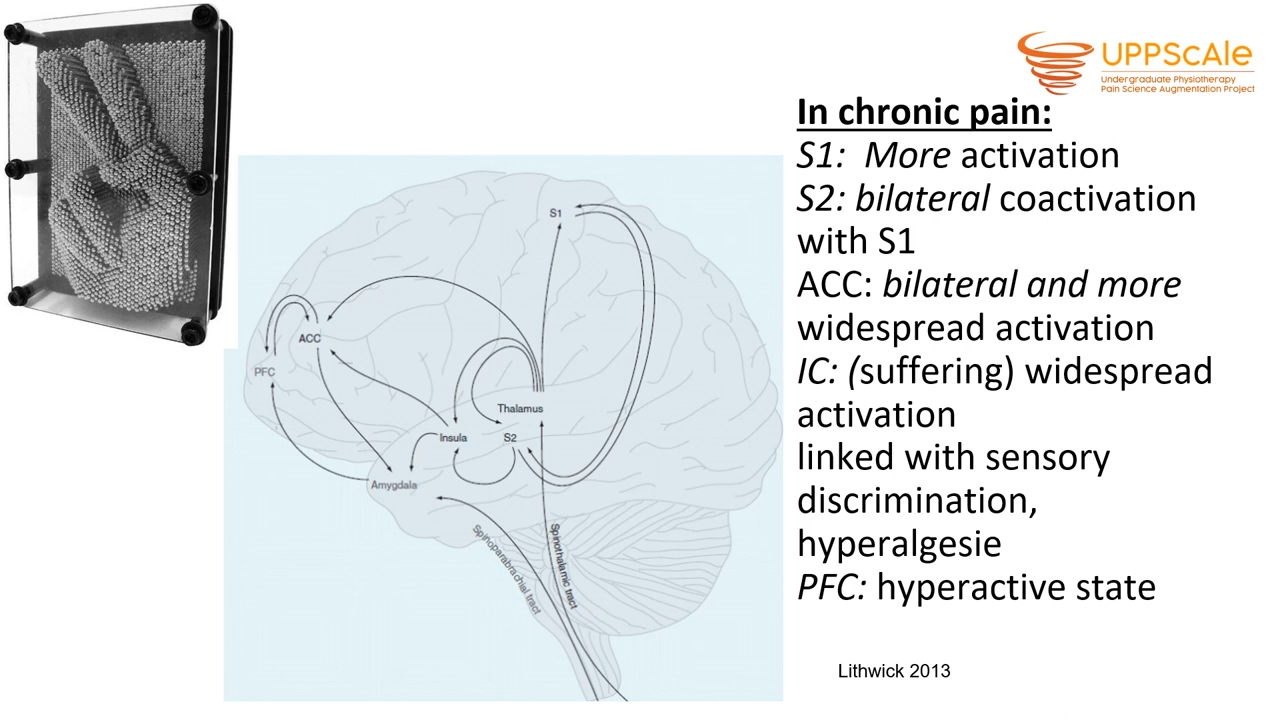 UPPScale
Undergraduate Physiotherapy
Pain Science Augmentation Project
In chronic pain:
S1:  More activation
S2: bilateral coactivation
with S1
ACC: bilateral and more
widespread activation
IC: (suffering) widespread
activation
linked with sensory
discrimination,
hyperalgesie
PFC: hyperactive state
Lithwick 2013
S1
ACC
PFC
Thalamus
Insula
S2
Amygdala
Spinoparabrachial tract
Spinothalamic tract